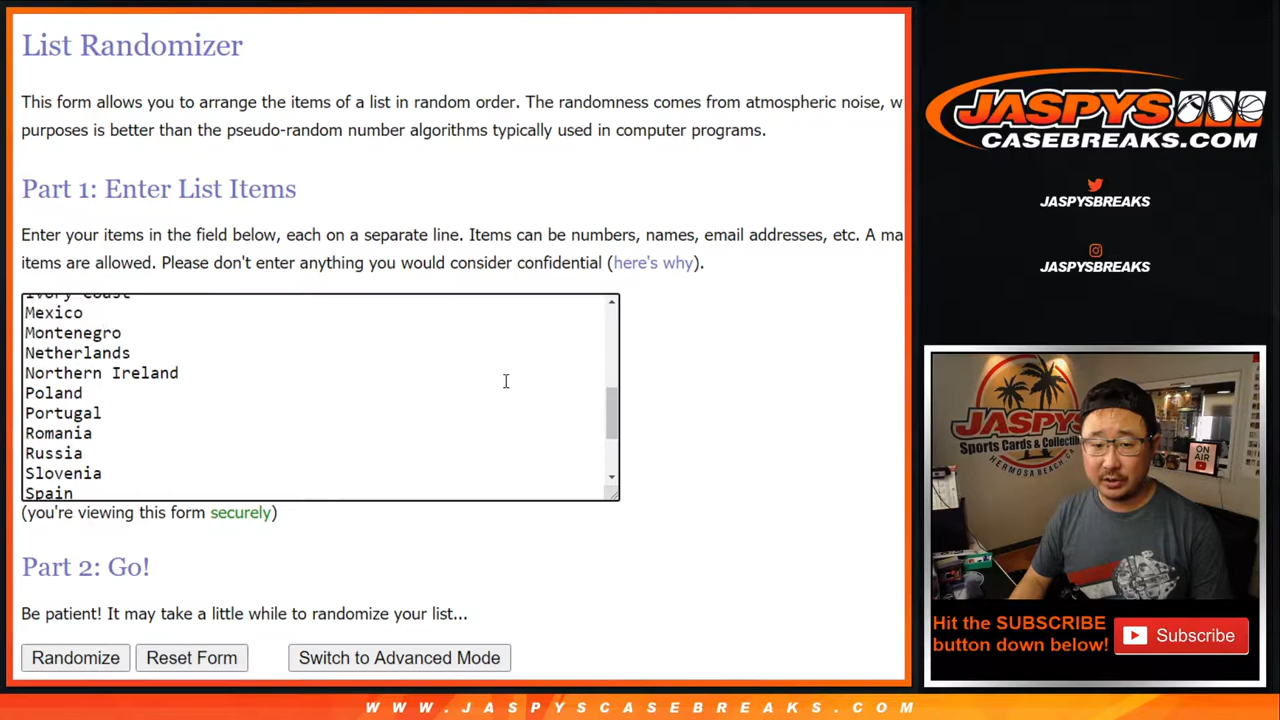 List Randomizer
This form allows you to arrange the items of a list in random order. The randomness comes from atmospheric noise, w
purposes is better than the pseudo-random number algorithms typically used in computer programs.
Part 1: Enter List Items
Enter your items in the field below, each on a separate line. Items can be numbers, names, email addresses, etc. A ma
items are allowed. Please don't enter anything you would consider confidential (here's why).
Ivory Coast
Mexico
Montenegro
Netherlands
Northern Ireland
Poland
Portugal
Romania
Russia
Slovenia
Spain
(you're viewing this form securely)
Part 2: Go!
Be patient! It may take a little while to randomize your list...
Randomize
Reset Form
Switch to Advanced Mode
JASPYS
CASEBREAKS.COM
JASPYSBREAKS
JASPYSBREAKS
JASPYS
Sports Cards & Collectib
HERMOSA BEACH, CA
ON
AIR
Hit the SUBSCRIBE
button down below!
Subscribe
WWW.JASPYSCASEBREAKS.COM